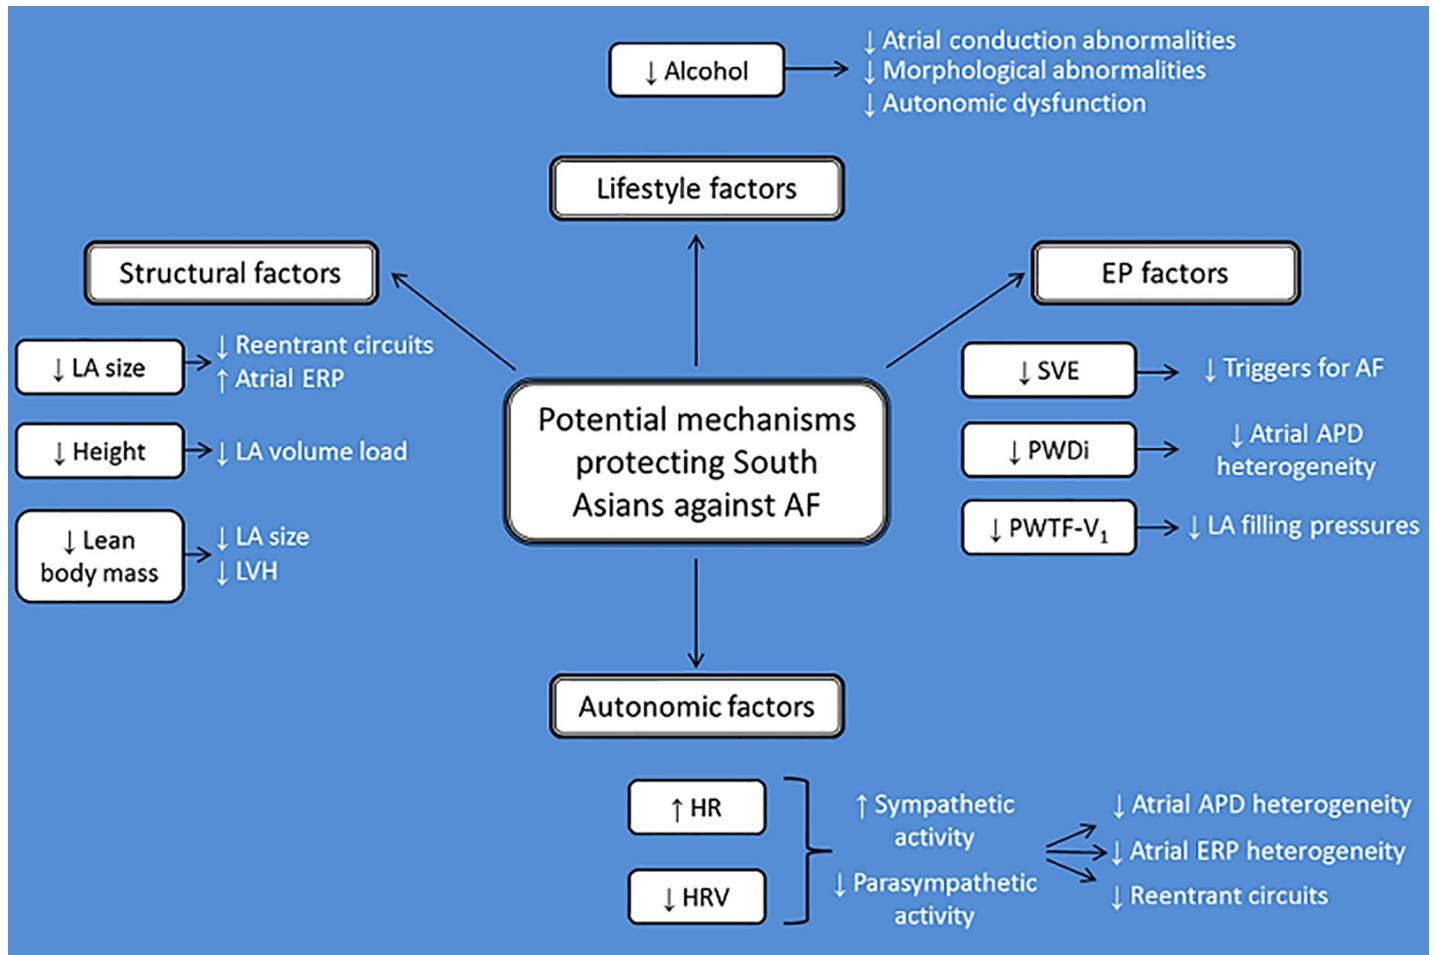 ↓ Alcohol
↓ Atrial conduction abnormalities
↓ Morphological abnormalities
↓ Autonomic dysfunction
Lifestyle factors
Structural factors
↓ LA size
↓ Reentrant circuits
↑ Atrial ERP
↓ Height
↓ LA volume load
↓ Lean
body mass
↓ LA size
↓ LVH
EP factors
↓ SVE
↓ Triggers for AF
↓ PWDi
↓ Atrial APD
heterogeneity
↓ PWTF-V₁
↓ LA filling pressures
Potential mechanisms
protecting South
Asians against AF
Autonomic factors
↑ HR
↓ HRV
↑ Sympathetic
activity
↓ Parasympathetic
activity
↓ Atrial APD heterogeneity
↓ Atrial ERP heterogeneity
↓ Reentrant circuits